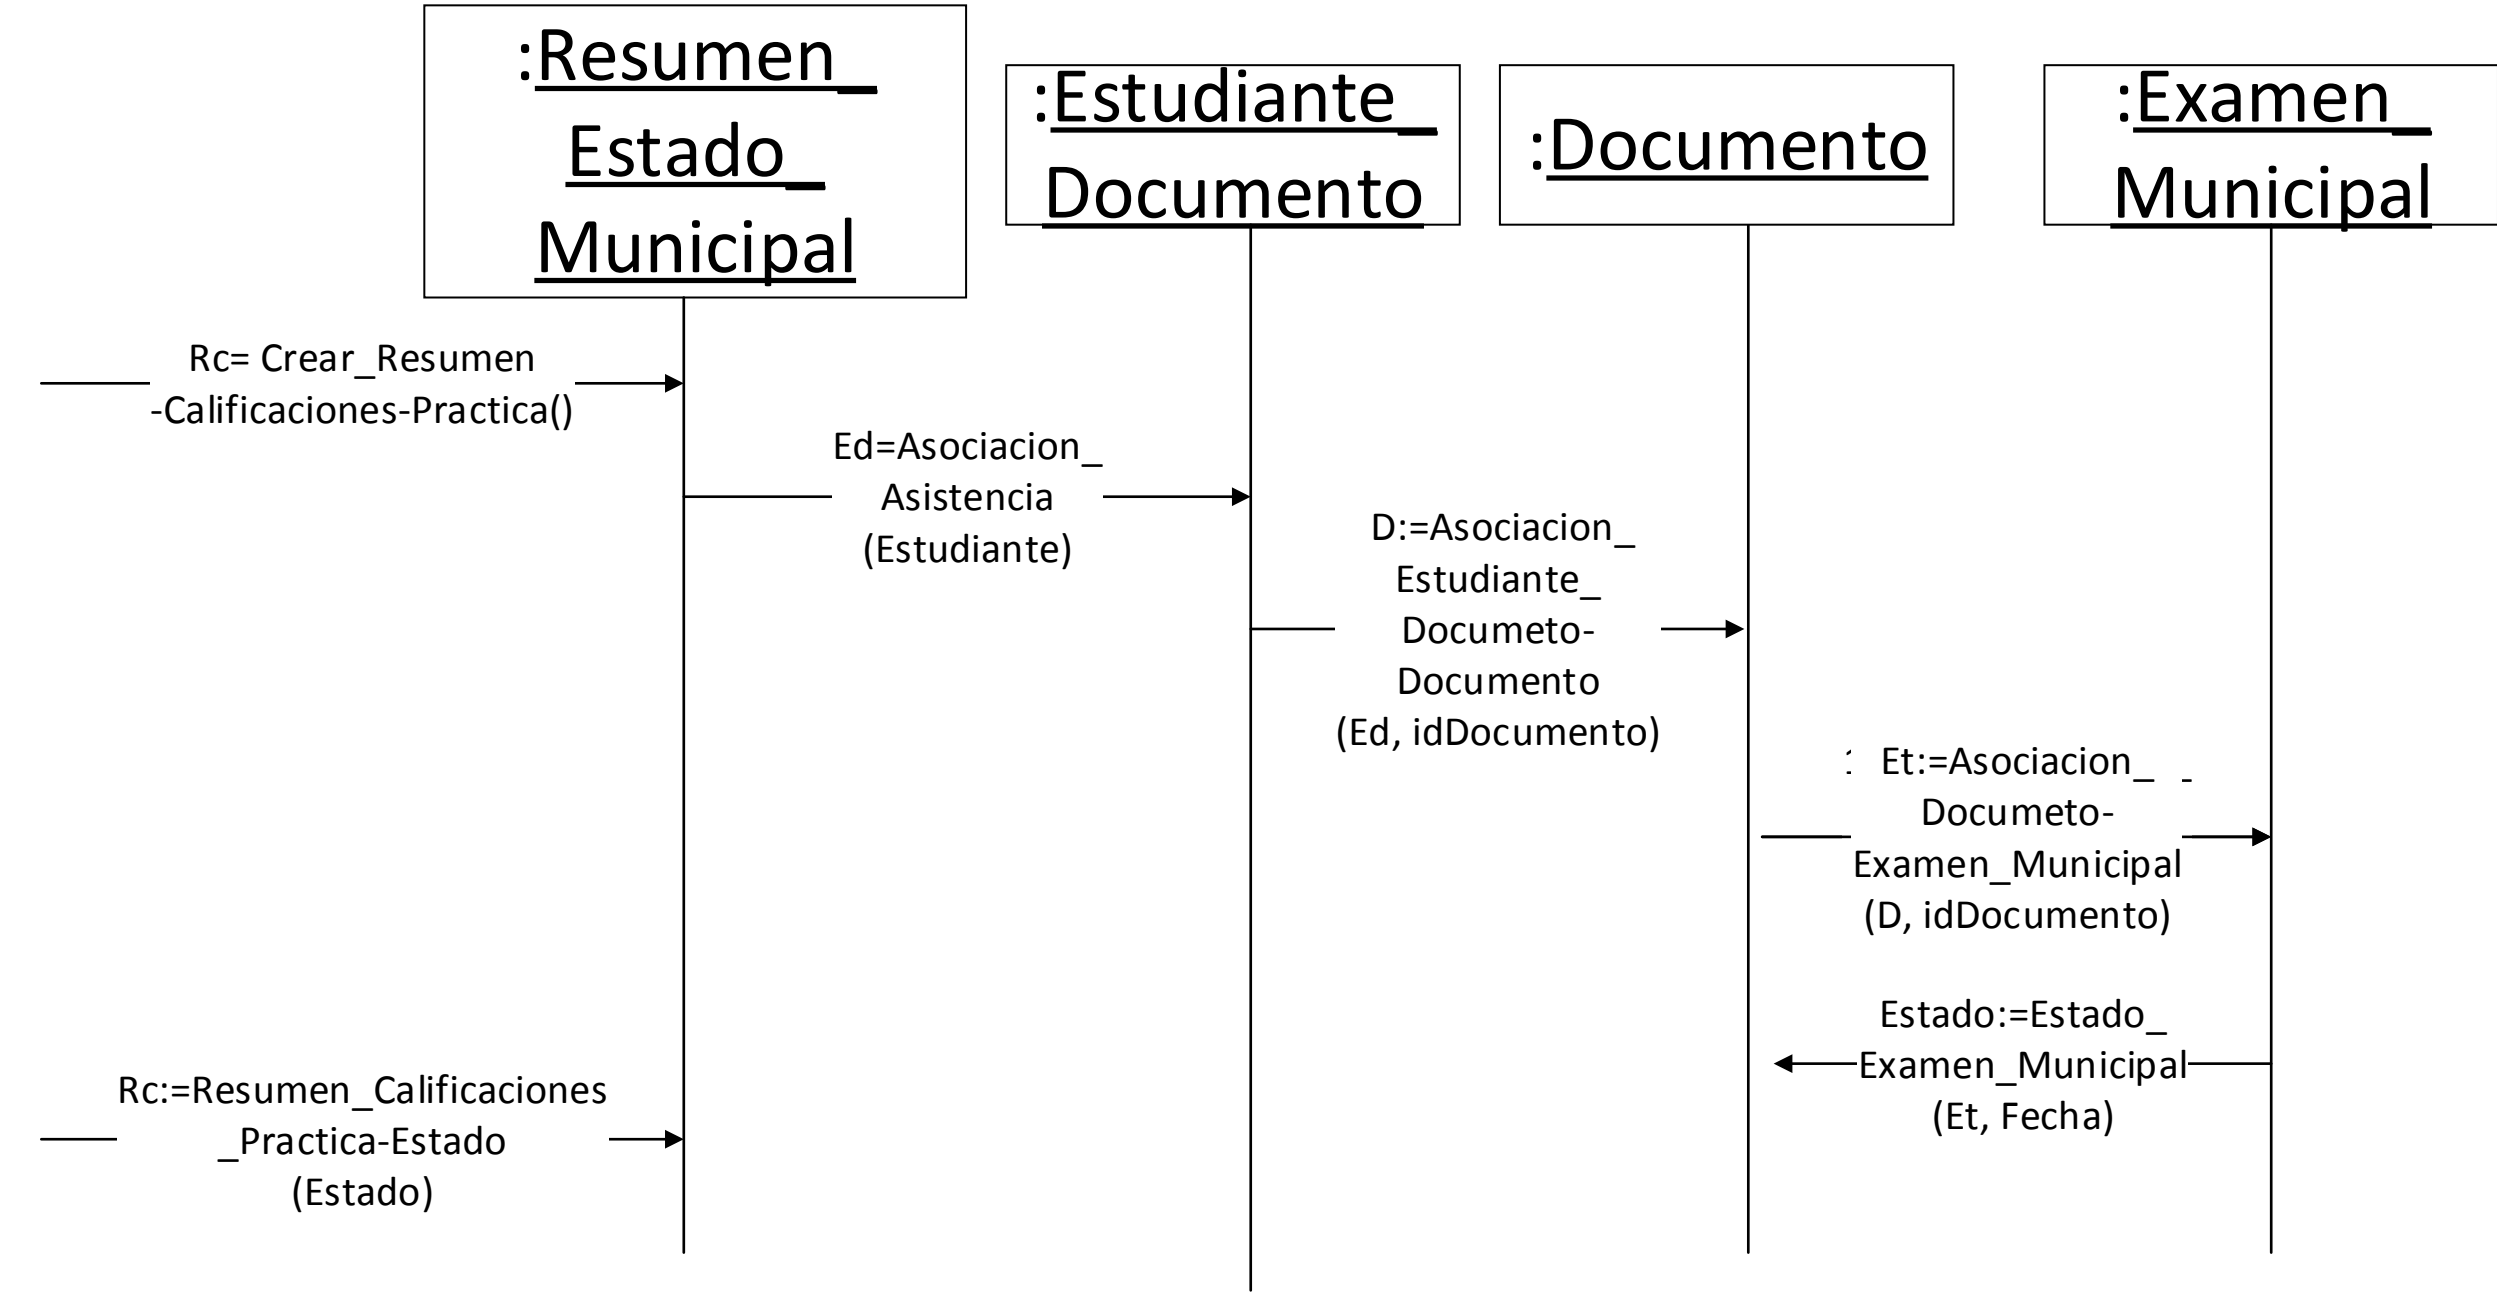 :Resumen_
Estado_
Municipal
:Estudiante_
Documento
:Documento
:Examen_
Municipal
Rc= Crear_Resumen
-Calificaciones-Practica()
Ed=Asociacion_
Asistencia
(Estudiante)
D:=Asociacion_
Estudiante_
Documeto-
Documento
(Ed, idDocumento)
Et:=Asociacion_
Documeto-
Examen_Municipal
(D, idDocumento)
Estado:=Estado_
Examen_Municipal
(Et, Fecha)
Rc:=Resumen_Calificaciones
_Practica-Estado
(Estado)